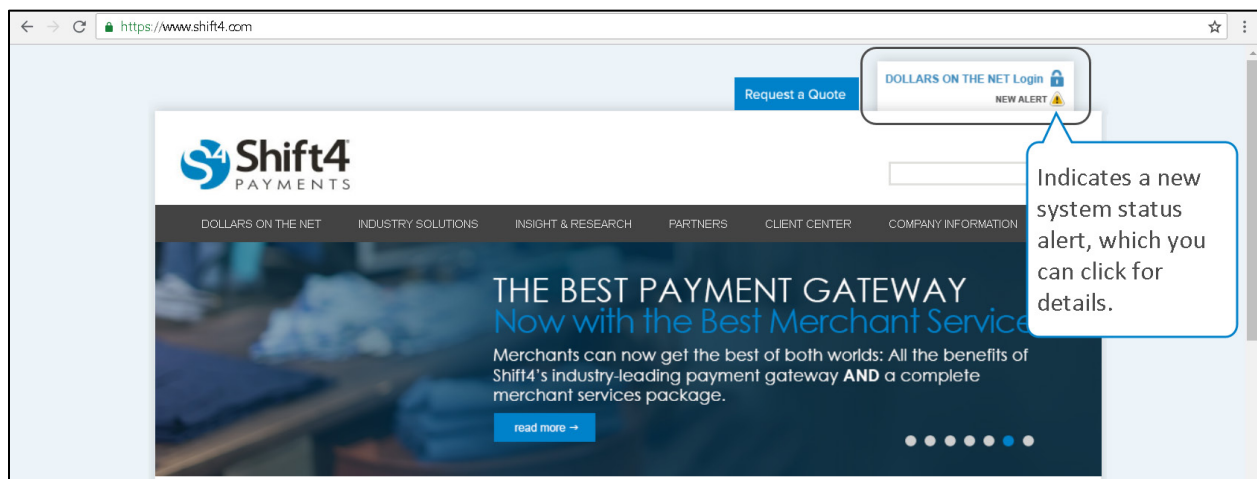 https://www.shift4.com
Request a Quote
DOLLARS ON THE NET Login
NEW ALERT
S4 Shift4
PAYMENTS
DOLLARS ON THE NET INDUSTRY SOLUTIONS INSIGHT & RESEARCH PARTNERS CLIENT CENTER COMPANY INFORMATION
Indicates a new
system status
alert, which you
can click for
details.
THE BEST PAYMENT GATEWAY
Now with the Best Merchant Service
Merchants can now get the best of both worlds: All the benefits of
Shift4's industry-leading payment gateway AND a complete
merchant services package.
read more →